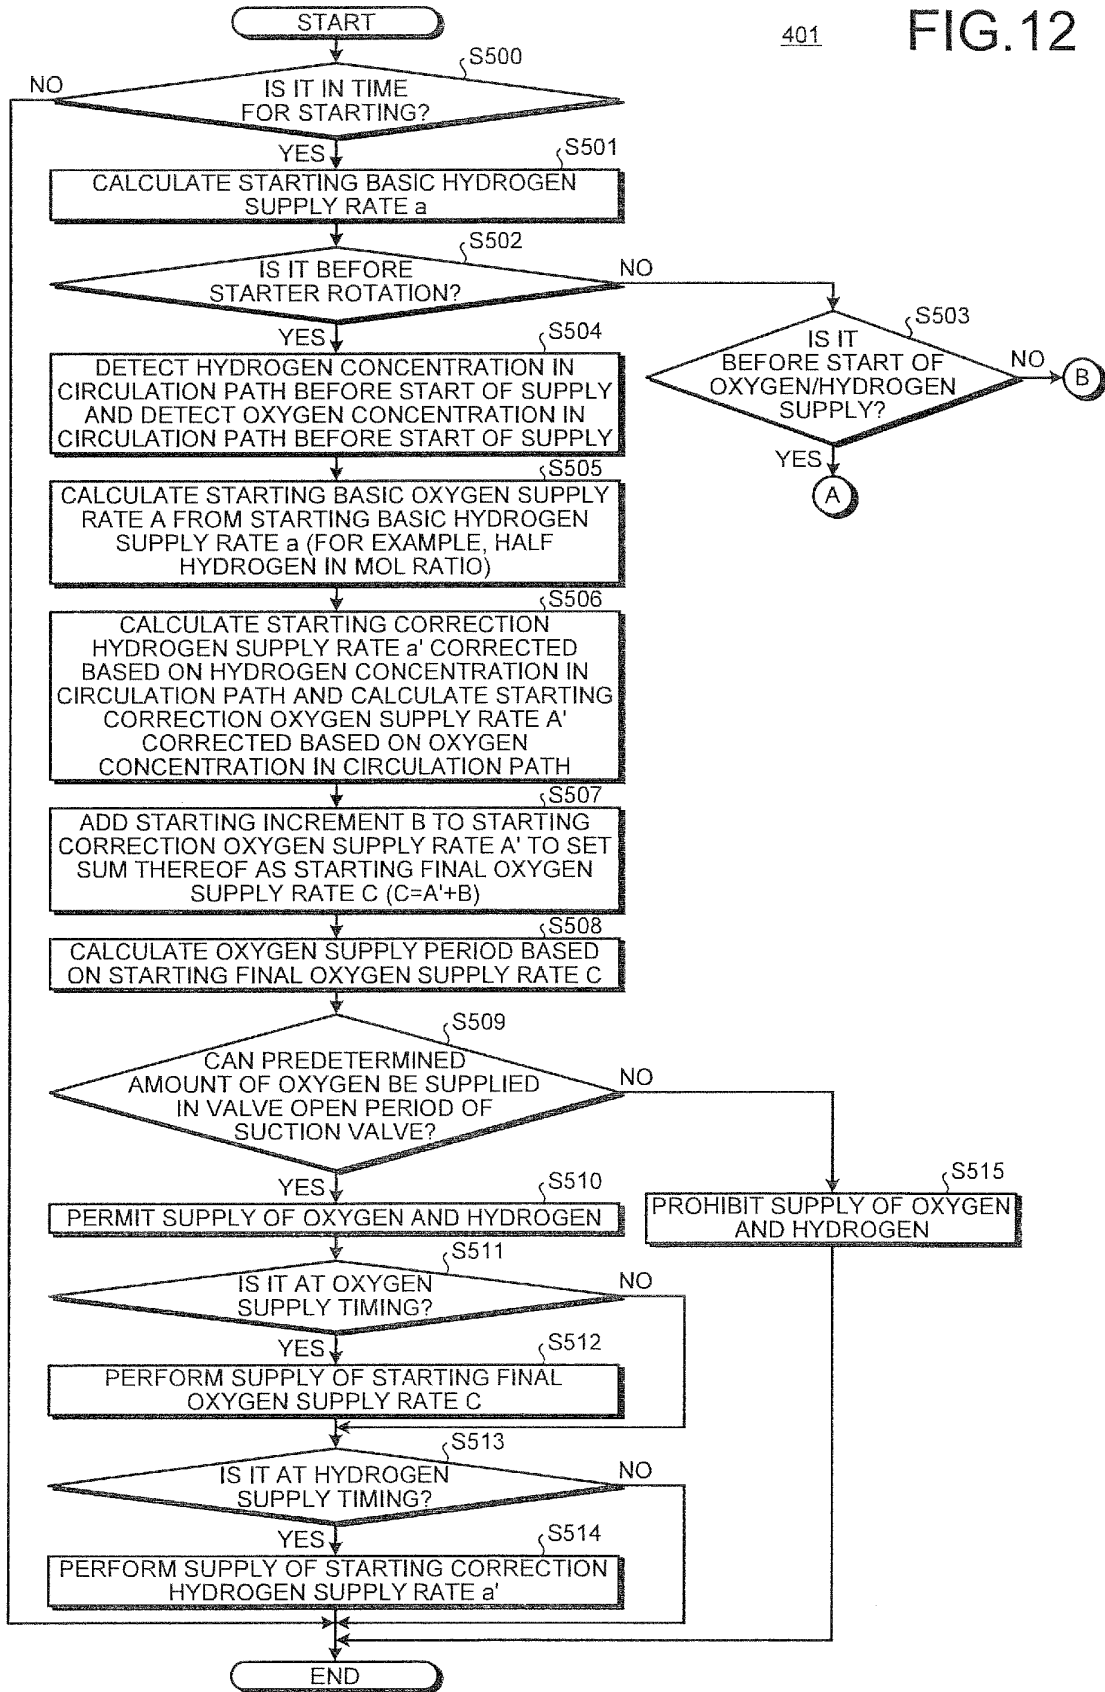 START
401
FIG.12
S500
NO
IS IT IN TIME
FOR STARTING?
YES
S501
CALCULATE STARTING BASIC HYDROGEN
SUPPLY RATE a
S502
IS IT BEFORE
STARTER ROTATION?
NO
YES
S503
IS IT
BEFORE START OF
OXYGEN/HYDROGEN
SUPPLY?
NO
B
YES
A
S504
DETECT HYDROGEN CONCENTRATION IN
CIRCULATION PATH BEFORE START OF SUPPLY
AND DETECT OXYGEN CONCENTRATION IN
CIRCULATION PATH BEFORE START OF SUPPLY
S505
CALCULATE STARTING BASIC OXYGEN SUPPLY
RATE A FROM STARTING BASIC HYDROGEN
SUPPLY RATE a (FOR EXAMPLE, HALF
HYDROGEN IN MOL RATIO)
S506
CALCULATE STARTING CORRECTION
HYDROGEN SUPPLY RATE a' CORRECTED
BASED ON HYDROGEN CONCENTRATION IN
CIRCULATION PATH AND CALCULATE STARTING
CORRECTION OXYGEN SUPPLY RATE A'
CORRECTED BASED ON OXYGEN
CONCENTRATION IN CIRCULATION PATH
S507
ADD STARTING INCREMENT B TO STARTING
CORRECTION OXYGEN SUPPLY RATE A' TO SET
SUM THEREOF AS STARTING FINAL OXYGEN
SUPPLY RATE C (C=A'+B)
S508
CALCULATE OXYGEN SUPPLY PERIOD BASED
ON STARTING FINAL OXYGEN SUPPLY RATE C
S509
CAN PREDETERMINED
AMOUNT OF OXYGEN BE SUPPLIED
IN VALVE OPEN PERIOD OF
SUCTION VALVE?
NO
YES
S510
PERMIT SUPPLY OF OXYGEN AND HYDROGEN
S515
PROHIBIT SUPPLY OF OXYGEN
AND HYDROGEN
S511
IS IT AT OXYGEN
SUPPLY TIMING?
NO
YES
S512
PERFORM SUPPLY OF STARTING FINAL
OXYGEN SUPPLY RATE C
S513
IS IT AT HYDROGEN
SUPPLY TIMING?
NO
YES
S514
PERFORM SUPPLY OF STARTING CORRECTION
HYDROGEN SUPPLY RATE a'
END